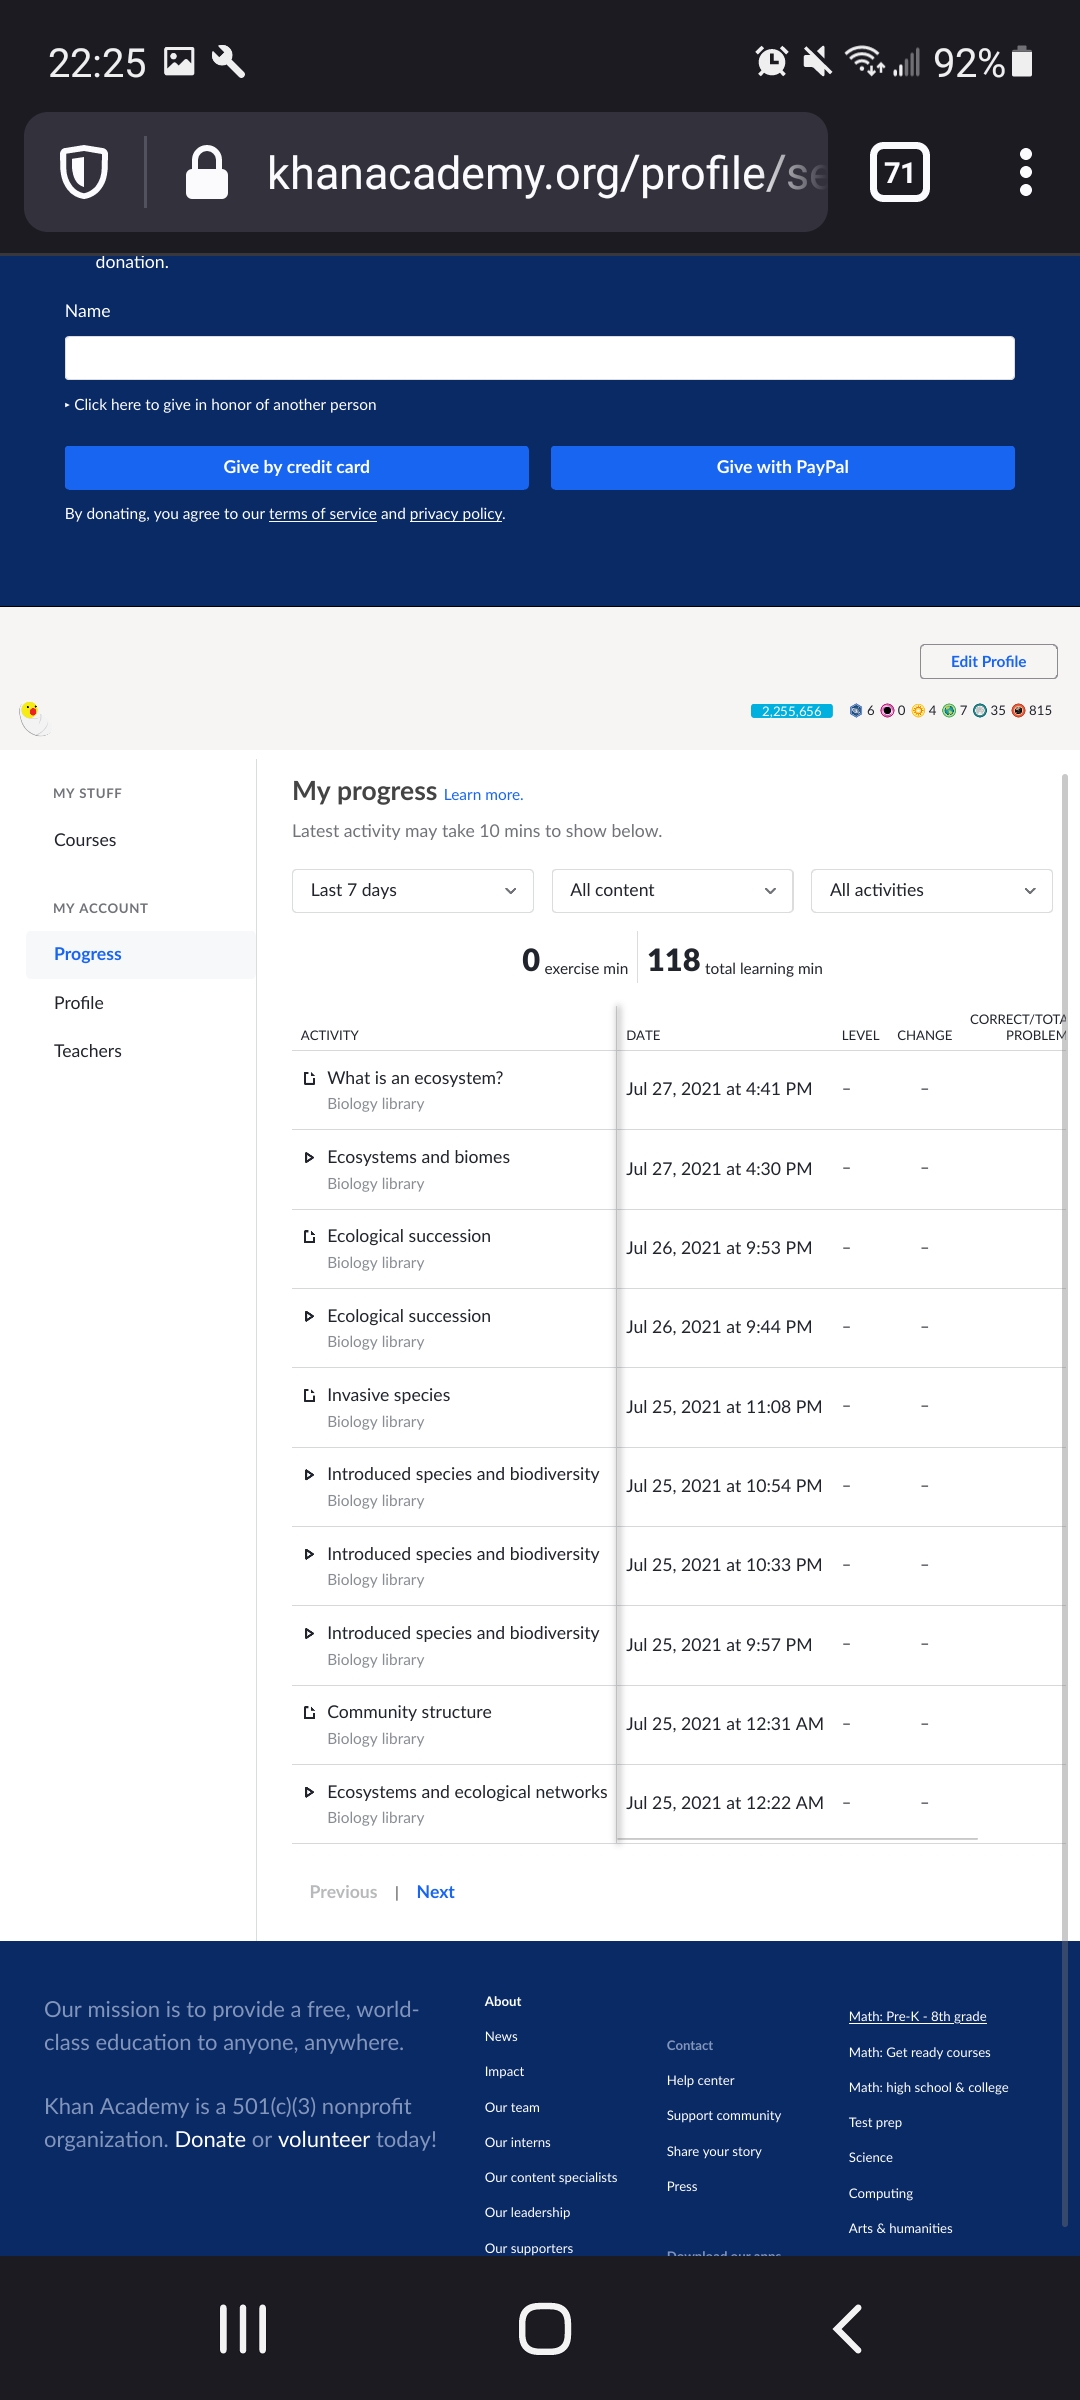 22:25
92%
khanacademy.org/profile/se
71
donation.
Name
‣ Click here to give in honor of another person
Give by credit card
Give with PayPal
By donating, you agree to our terms of service and privacy policy.
Edit Profile
2,255,656 6 0 4 7 35 815
MY STUFF
Courses
MY ACCOUNT
Progress
Profile
Teachers
My progress Learn more.
Latest activity may take 10 mins to show below.
Last 7 days
All content
All activities
0 exercise min
118 total learning min
ACTIVITY DATE LEVEL CHANGE CORRECT/TOTA
PROBLEM
What is an ecosystem?
Biology library
Jul 27, 2021 at 4:41 PM – –
Ecosystems and biomes
Biology library
Jul 27, 2021 at 4:30 PM – –
Ecological succession
Biology library
Jul 26, 2021 at 9:53 PM – –
Ecological succession
Biology library
Jul 26, 2021 at 9:44 PM – –
Invasive species
Biology library
Jul 25, 2021 at 11:08 PM – –
Introduced species and biodiversity
Biology library
Jul 25, 2021 at 10:54 PM – –
Introduced species and biodiversity
Biology library
Jul 25, 2021 at 10:33 PM – –
Introduced species and biodiversity
Biology library
Jul 25, 2021 at 9:57 PM – –
Community structure
Biology library
Jul 25, 2021 at 12:31 AM – –
Ecosystems and ecological networks
Biology library
Jul 25, 2021 at 12:22 AM – –
Previous | Next
Our mission is to provide a free, world-
class education to anyone, anywhere.
Khan Academy is a 501(c)(3) nonprofit
organization. Donate or volunteer today!
About
News
Impact
Our team
Our interns
Our content specialists
Our leadership
Our supporters
Contact
Help center
Support community
Share your story
Press
Download our apps
Math: Pre-K - 8th grade
Math: Get ready courses
Math: high school & college
Test prep
Science
Computing
Arts & humanities